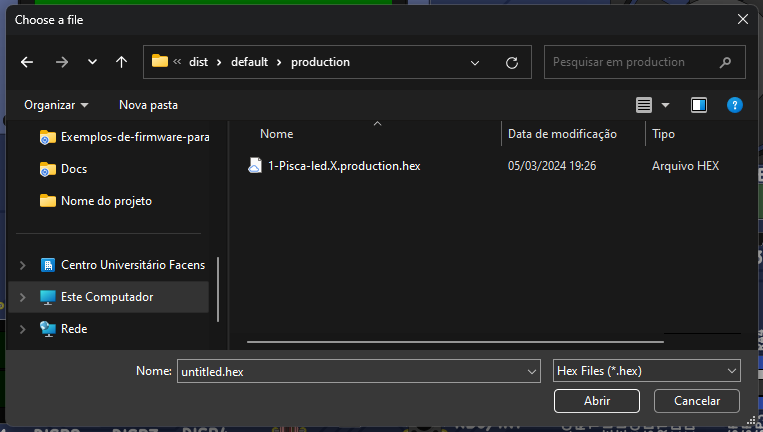 Choose a file
dist > default > production
Pesquisar em production
Organizar Nova pasta
Exemplos-de-firmware-para
Docs
Nome do projeto
Centro Universitário Facens
Este Computador
Rede
Nome Data de modificação Tipo
1-Pisca-led.X.production.hex 05/03/2024 19:26 Arquivo HEX
Nome: untitled.hex Hex Files (*.hex)
Abrir Cancelar